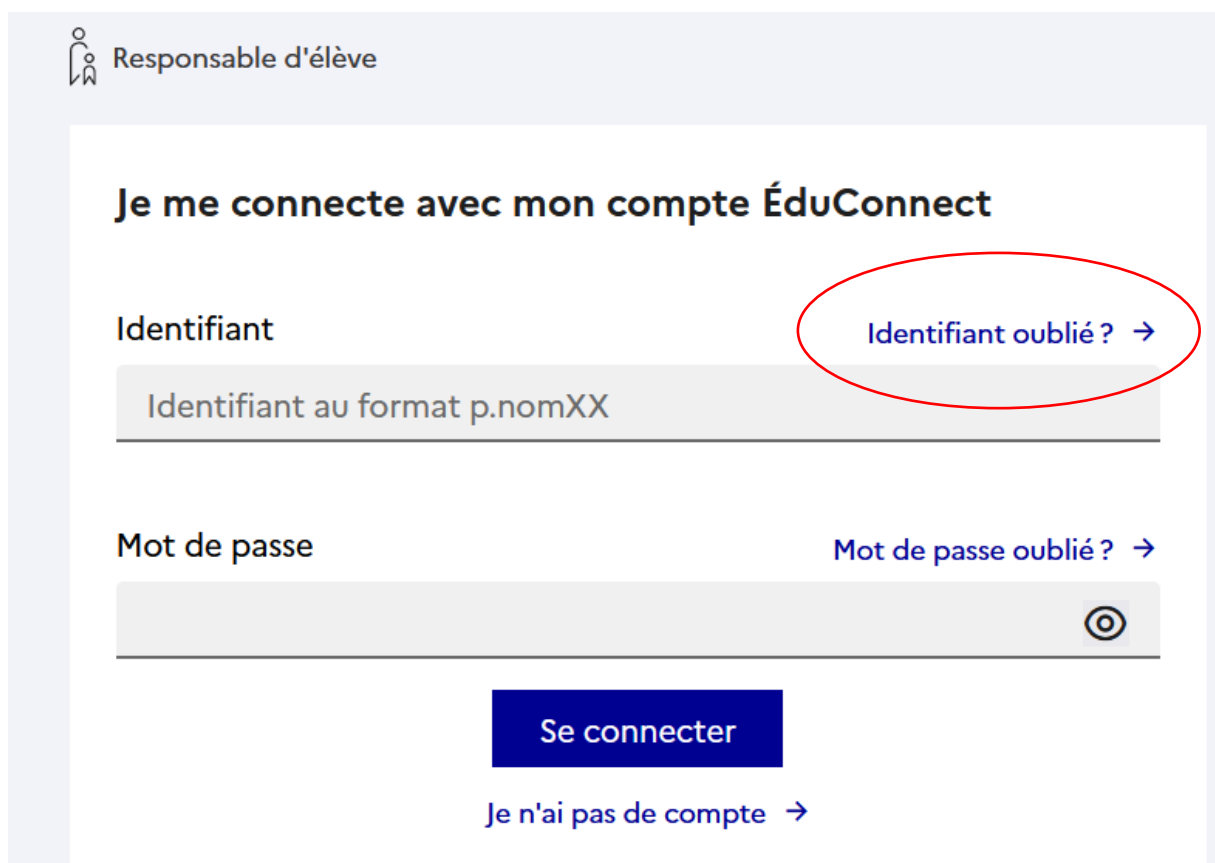 Responsable d'élève
Je me connecte avec mon compte ÉduConnect
Identifiant
Identifiant oublié ? →
Identifiant au format p.nomXX
Mot de passe
Mot de passe oublié ? →
Se connecter
Je n'ai pas de compte →